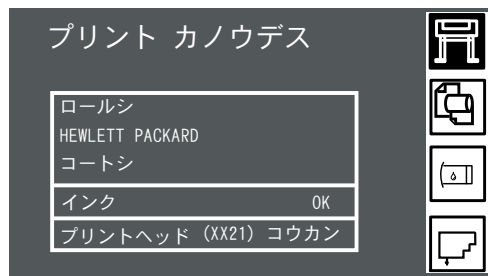 プリント カノウデス
ロールシ
HEWLETT PACKARD
コートシ
インク OK
プリントヘッド (XX21) コウカン